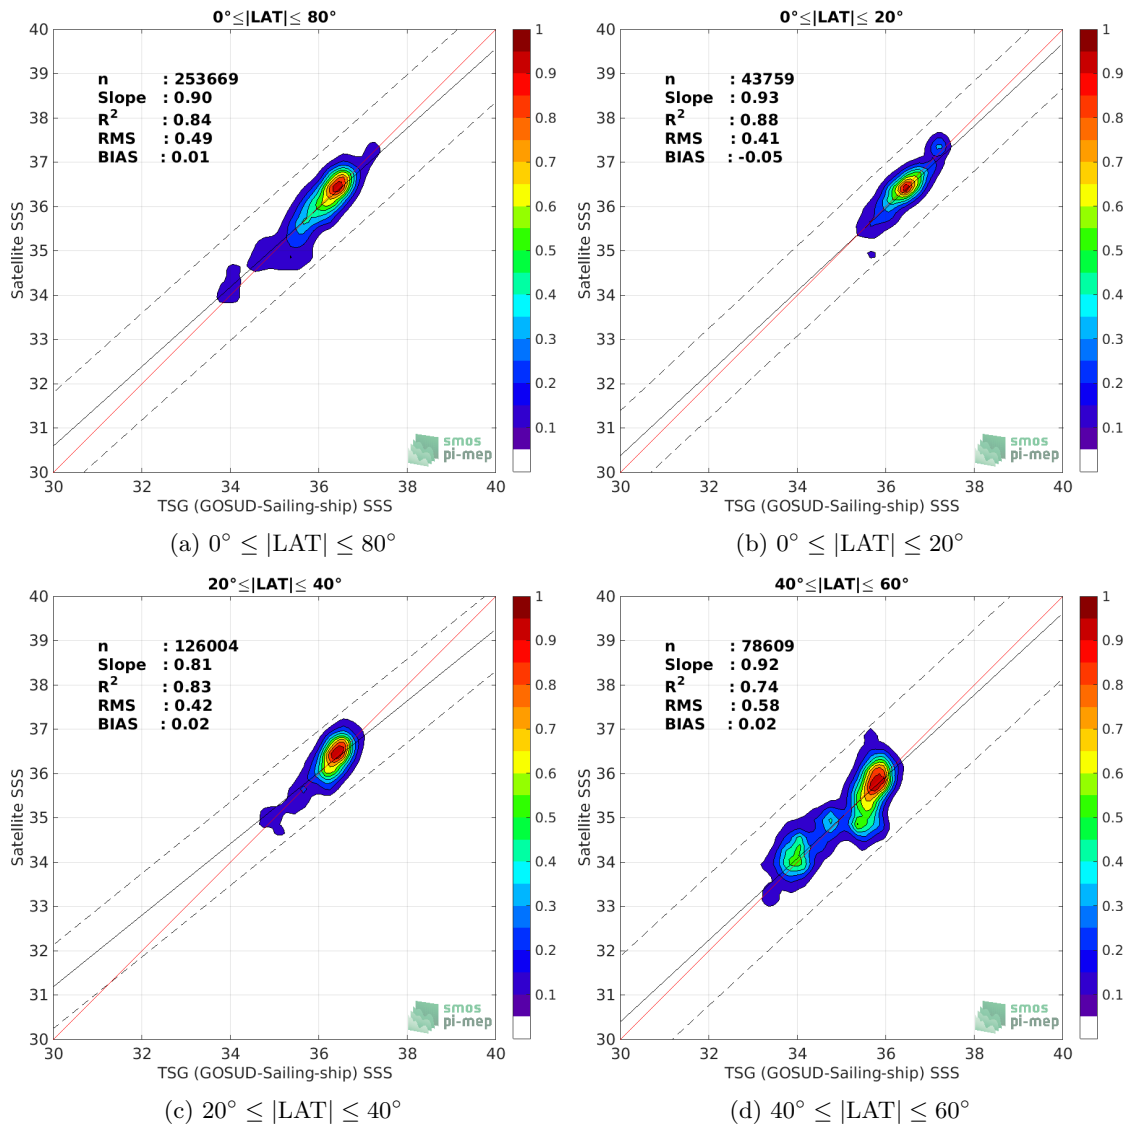 0°≤|LAT|≤ 80°
n : 253669
Slope : 0.90
R² : 0.84
RMS : 0.49
BIAS : 0.01
40
39
38
37
36
35
34
33
32
31
30
Satellite SSS
30 32 34 36 38 40
TSG (GOSUD-Sailing-ship) SSS
1
0.9
0.8
0.7
0.6
0.5
0.4
0.3
0.2
0.1
smos
pi-mep
(a) 0° ≤ |LAT| ≤ 80°
0°≤|LAT|≤ 20°
n : 43759
Slope : 0.93
R² : 0.88
RMS : 0.41
BIAS : -0.05
40
39
38
37
36
35
34
33
32
31
30
Satellite SSS
30 32 34 36 38 40
TSG (GOSUD-Sailing-ship) SSS
1
0.9
0.8
0.7
0.6
0.5
0.4
0.3
0.2
0.1
smos
pi-mep
(b) 0° ≤ |LAT| ≤ 20°
20°≤|LAT|≤ 40°
n : 126004
Slope : 0.81
R² : 0.83
RMS : 0.42
BIAS : 0.02
40
39
38
37
36
35
34
33
32
31
30
Satellite SSS
30 32 34 36 38 40
TSG (GOSUD-Sailing-ship) SSS
1
0.9
0.8
0.7
0.6
0.5
0.4
0.3
0.2
0.1
smos
pi-mep
(c) 20° ≤ |LAT| ≤ 40°
40°≤|LAT|≤ 60°
n : 78609
Slope : 0.92
R² : 0.74
RMS : 0.58
BIAS : 0.02
40
39
38
37
36
35
34
33
32
31
30
Satellite SSS
30 32 34 36 38 40
TSG (GOSUD-Sailing-ship) SSS
1
0.9
0.8
0.7
0.6
0.5
0.4
0.3
0.2
0.1
smos
pi-mep
(d) 40° ≤ |LAT| ≤ 60°